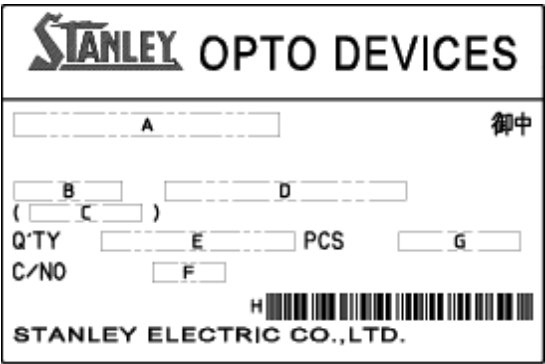 STANLEY OPTO DEVICES
A 御中
B D
( C )
Q'TY E PCS G
C/NO F
H
STANLEY ELECTRIC CO.,LTD.